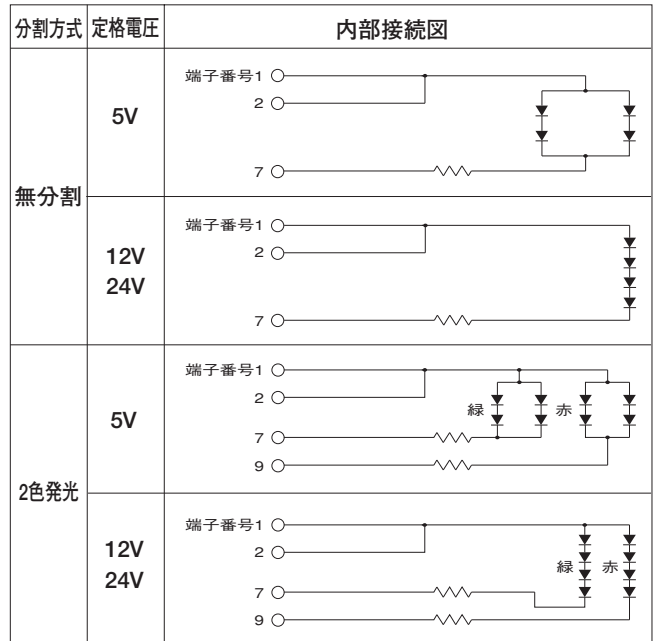 分割方式 定格電圧 内部接続図
無分割
5V
端子番号1
2
7
12V
24V
端子番号1
2
7
2色発光
5V
端子番号1
2
緑 赤
7
9
12V
24V
端子番号1
2
緑 赤
7
9